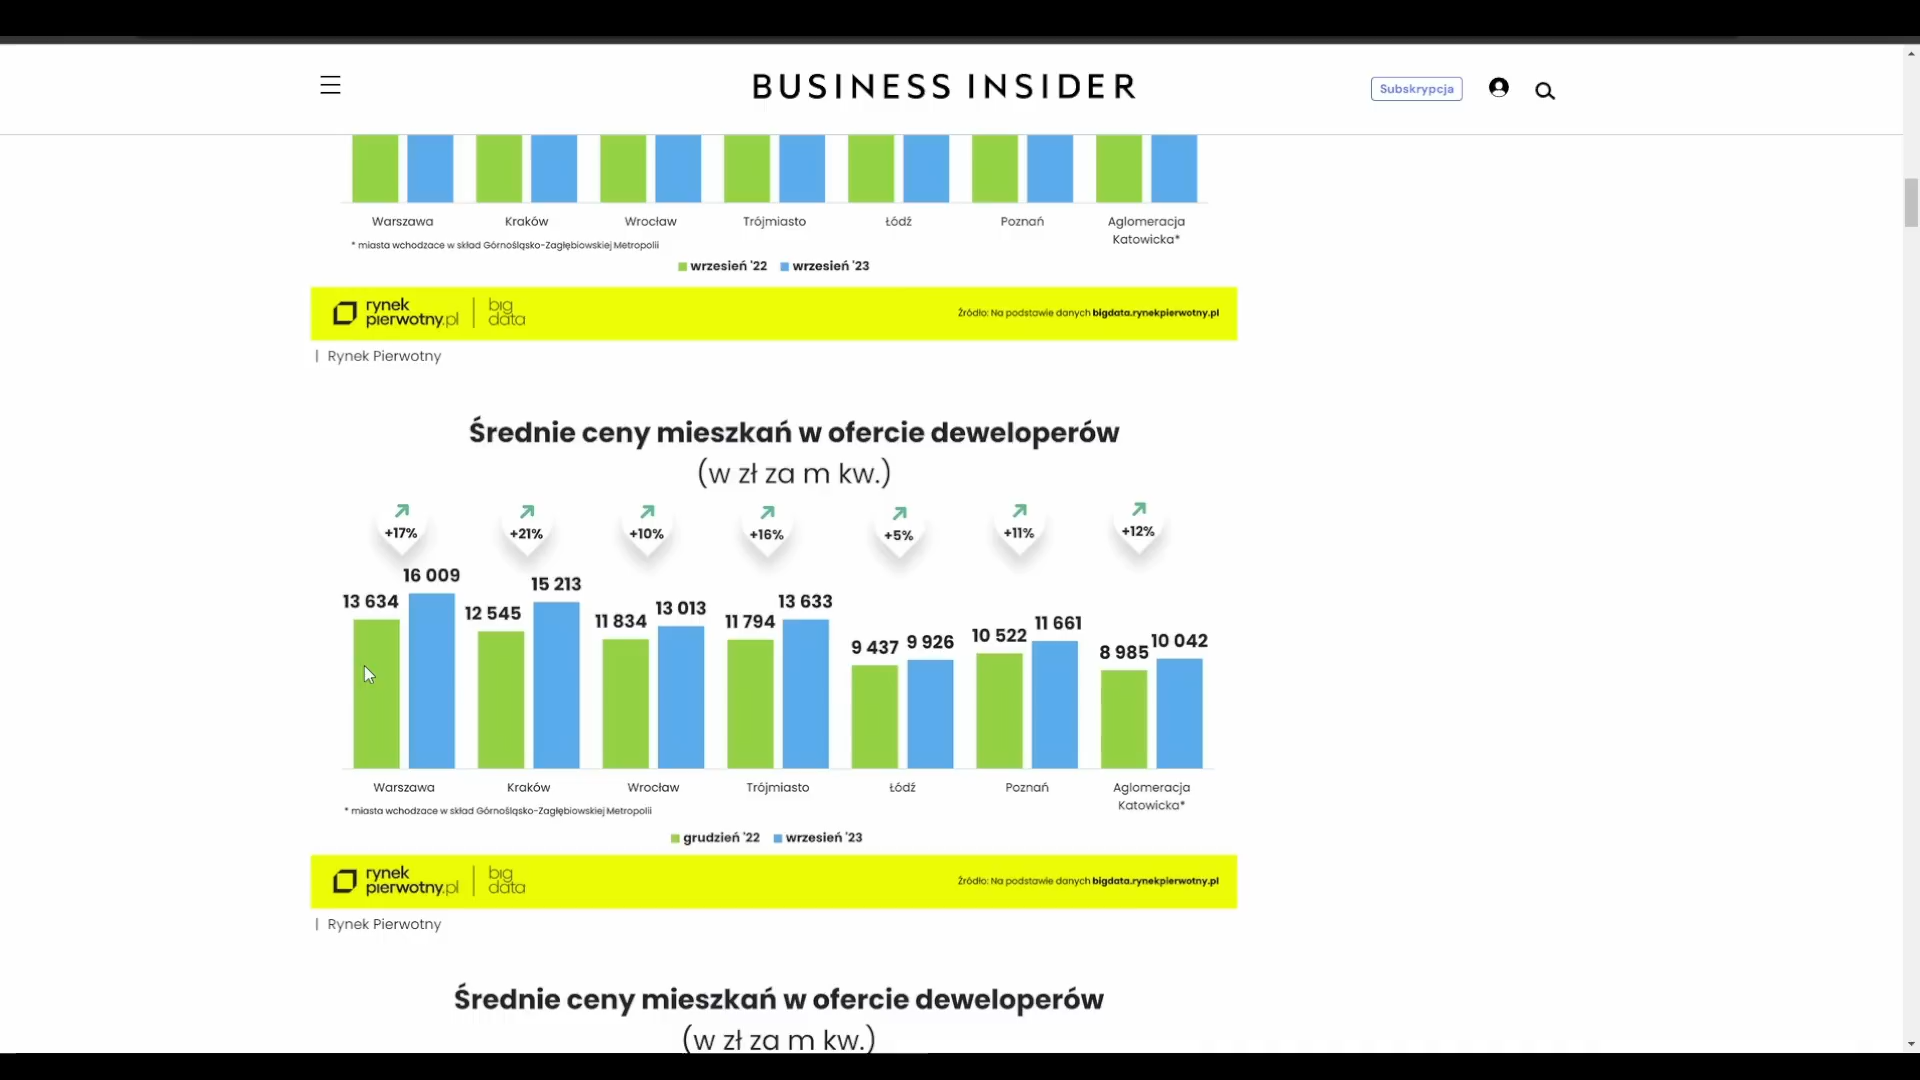 BUSINESS INSIDER
Subskrypcja
Warszawa Kraków Wrocław Trójmiasto Łódź Poznań Aglomeracja
Katowicka*
* miasta wchodzace w skład Górnośląsko-Zagłębiowskiej Metropolii
wrzesień '22 wrzesień '23
rynek
pierwotny.pl
big
data
Źródło: Na podstawie danych bigdata.rynekpierwotny.pl
| Rynek Pierwotny
Średnie ceny mieszkań w ofercie deweloperów
(w zł za m kw.)
+17% +21% +10% +16% +5% +11% +12%
13 634 16 009 12 545 15 213 11 834 13 013 11 794 13 633 9 437 9 926 10 522 11 661 8 985 10 042
Warszawa Kraków Wrocław Trójmiasto Łódź Poznań Aglomeracja
Katowicka*
* miasta wchodzace w skład Górnośląsko-Zagłębiowskiej Metropolii
grudzień '22 wrzesień '23
rynek
pierwotny.pl
big
data
Źródło: Na podstawie danych bigdata.rynekpierwotny.pl
| Rynek Pierwotny
Średnie ceny mieszkań w ofercie deweloperów
(w zł za m kw.)